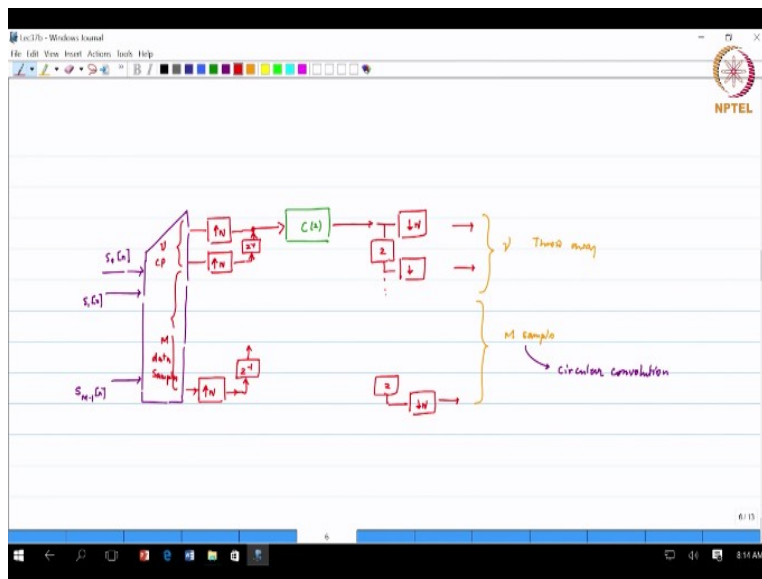 Lec37b - Windows Journal
File Edit View Insert Actions Tools Help
B I
NPTEL
S₀[n]
S₁[n]
S_{M-1}[n]
ν
CP
M
data
Samples
↑N
↑N
z⁻¹
↑N
z⁻¹
C(z)
↓N
z
↓
z
↓N
ν Throw away
M sample
circular convolution
6/13
6
8:14 AM